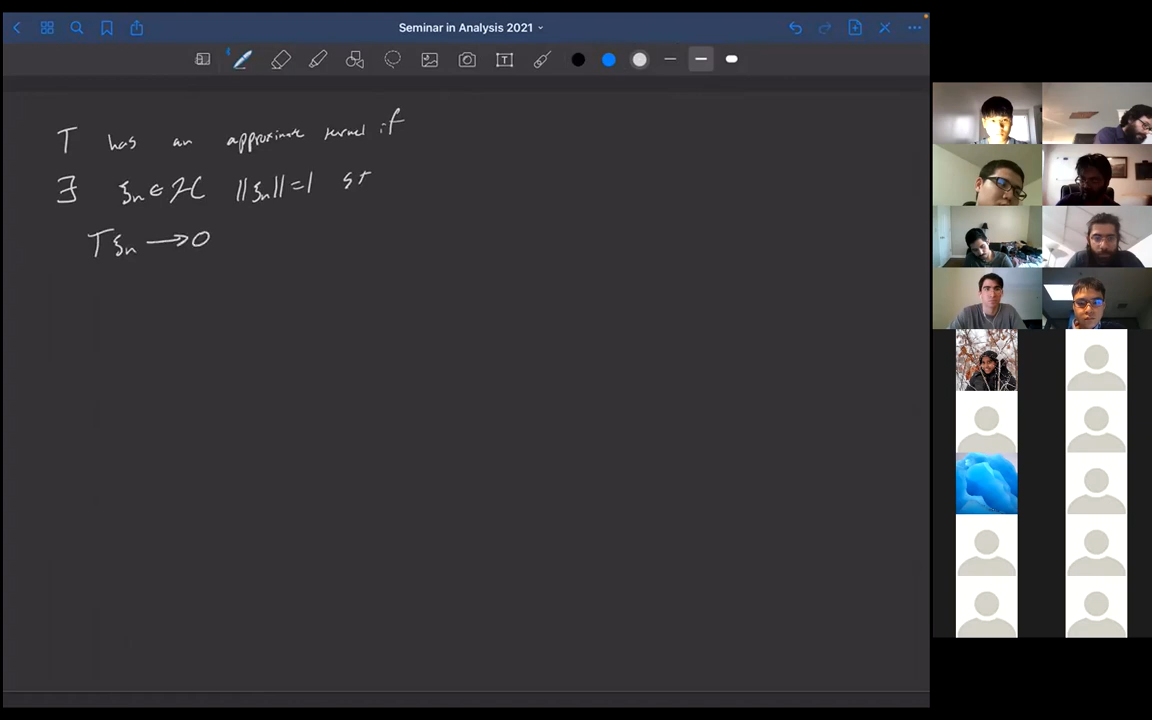 Seminar in Analysis 2021
T has an approximate kernel if
∃ ξₙ ∈ ℋ ||ξₙ|| = 1 st
Tξₙ → 0